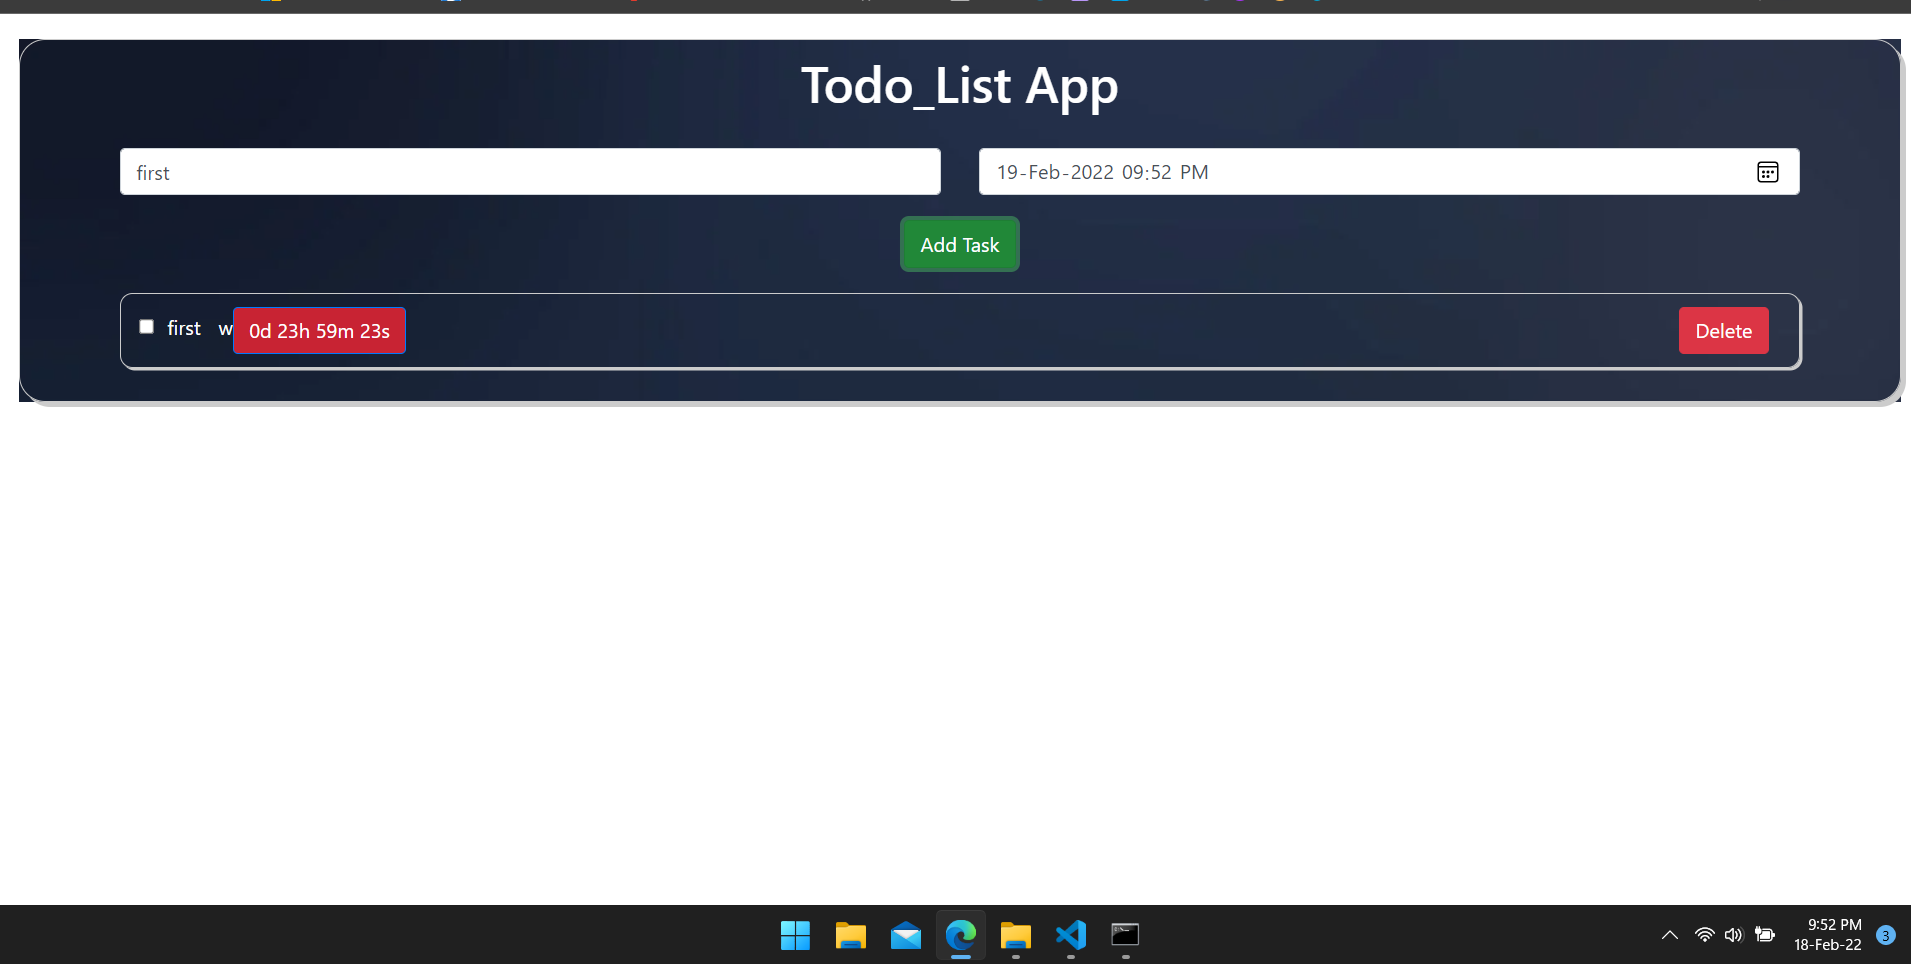 Todo_List App
first
19-Feb-2022 09:52 PM
Add Task
first w 0d 23h 59m 23s Delete
9:52 PM
18-Feb-22
3